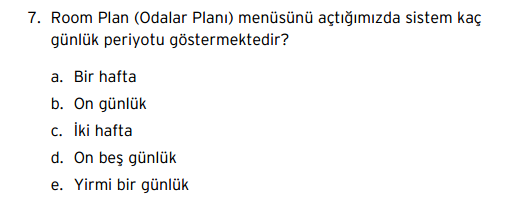 7. Room Plan (Odalar Planı) menüsünü açtığımızda sistem kaç
günlük periyotu göstermektedir?
a. Bir hafta
b. On günlük
c. İki hafta
d. On beş günlük
e. Yirmi bir günlük